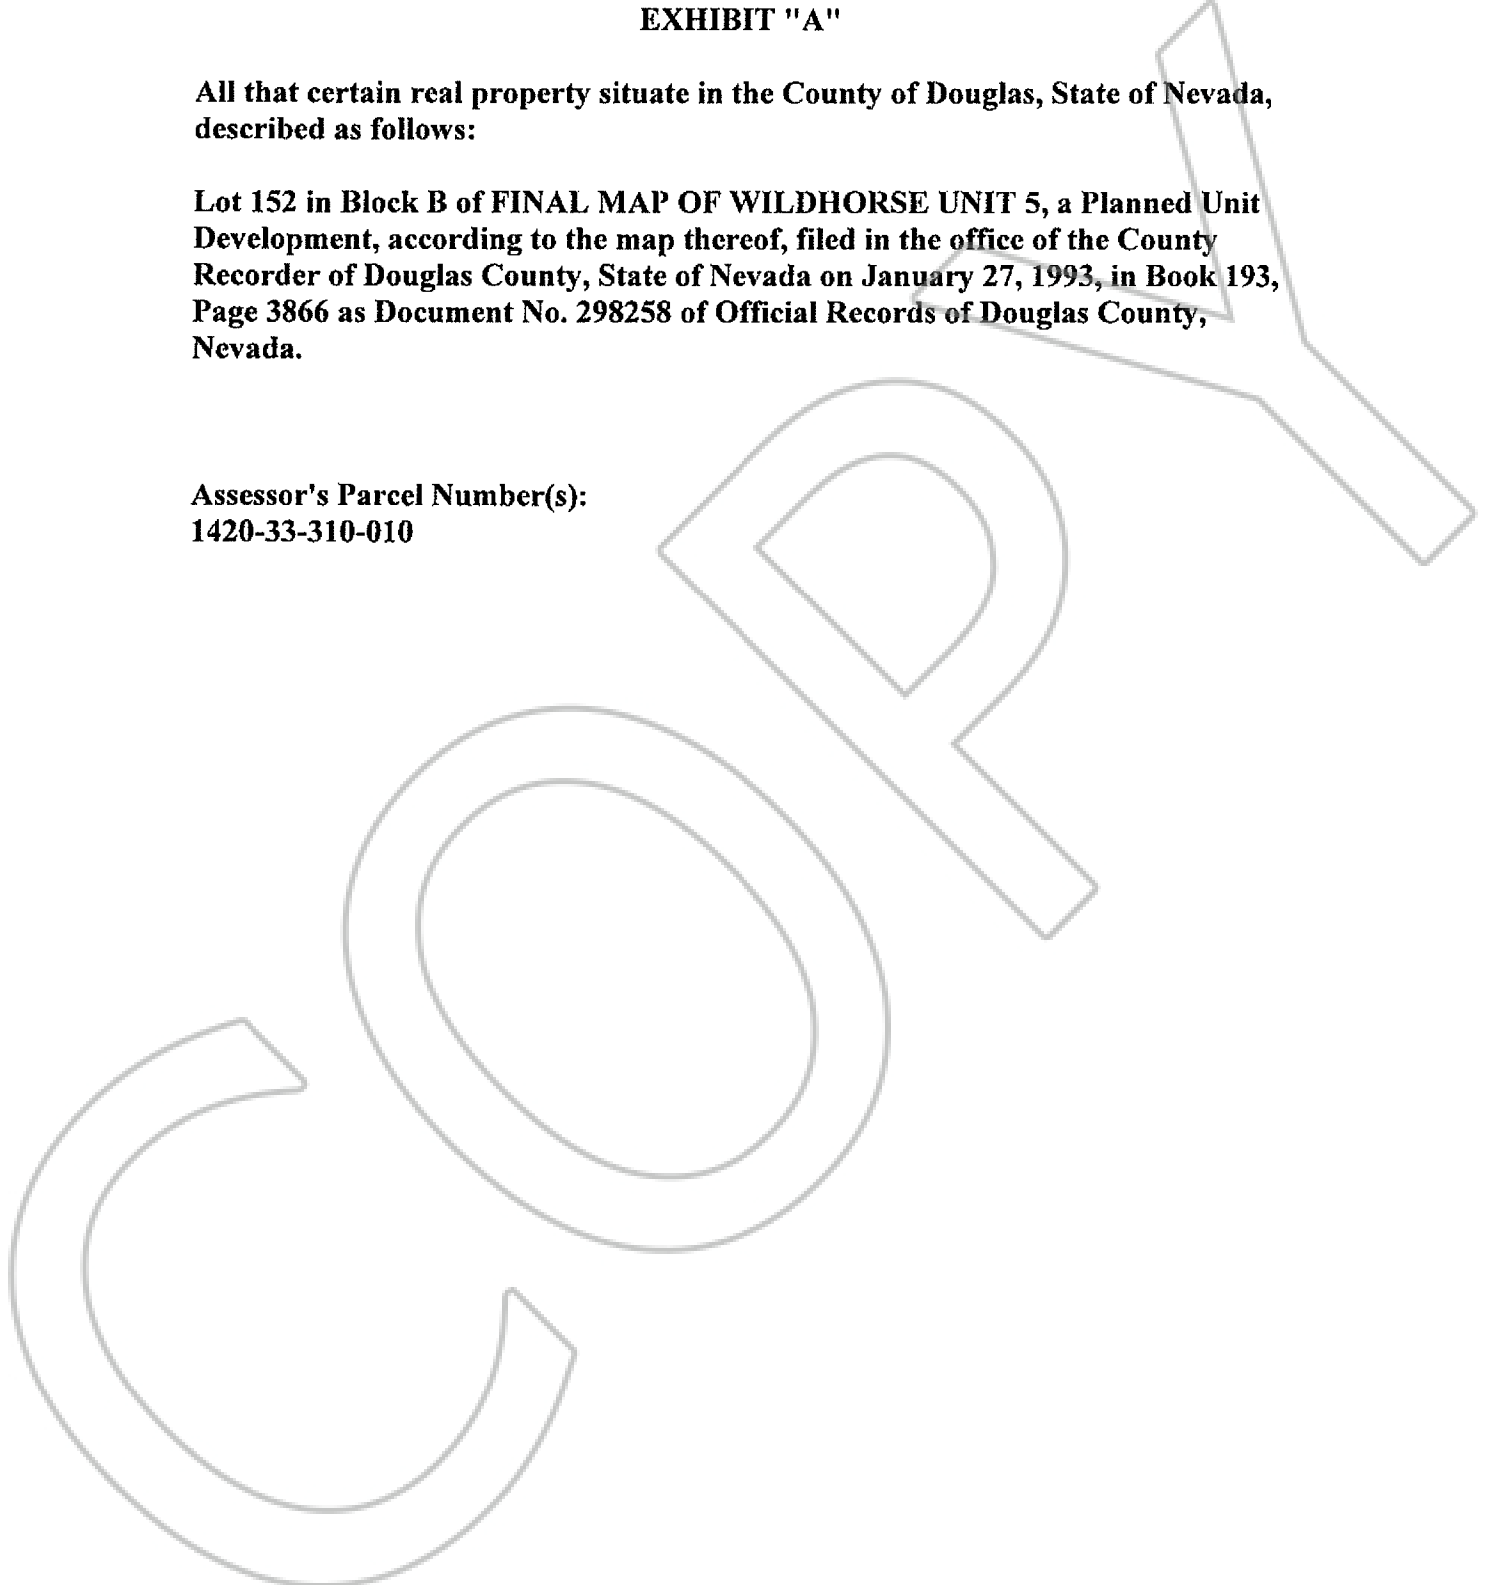 EXHIBIT "A"
All that certain real property situate in the County of Douglas, State of Nevada,
described as follows:
Lot 152 in Block B of FINAL MAP OF WILDHORSE UNIT 5, a Planned Unit
Development, according to the map thereof, filed in the office of the County
Recorder of Douglas County, State of Nevada on January 27, 1993, in Book 193,
Page 3866 as Document No. 298258 of Official Records of Douglas County,
Nevada.
Assessor's Parcel Number(s):
1420-33-310-010
COPY